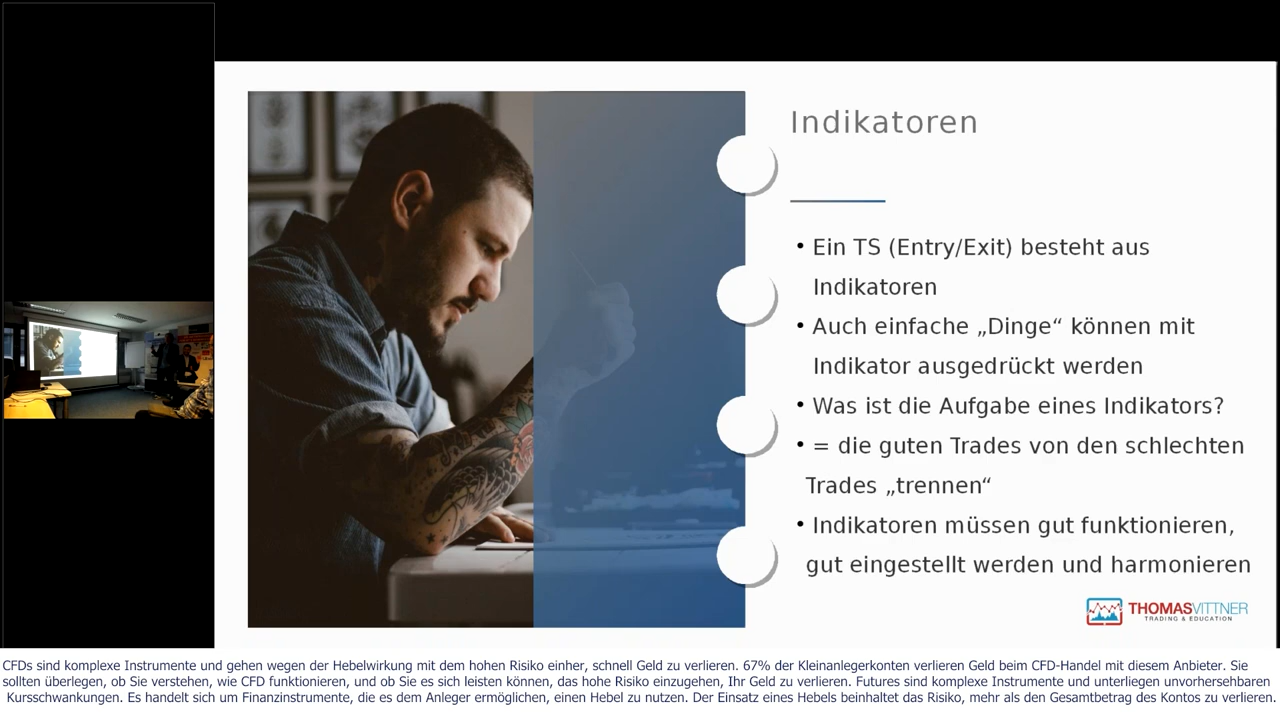 Indikatoren
• Ein TS (Entry/Exit) besteht aus
Indikatoren
• Auch einfache „Dinge“ können mit
Indikator ausgedrückt werden
• Was ist die Aufgabe eines Indikators?
• = die guten Trades von den schlechten
Trades „trennen“
• Indikatoren müssen gut funktionieren,
gut eingestellt werden und harmonieren
THOMASVITTNER
TRADING & EDUCATION
CFDs sind komplexe Instrumente und gehen wegen der Hebelwirkung mit dem hohen Risiko einher, schnell Geld zu verlieren. 67% der Kleinanlegerkonten verlieren Geld beim CFD-Handel mit diesem Anbieter. Sie
sollten überlegen, ob Sie verstehen, wie CFD funktionieren, und ob Sie es sich leisten können, das hohe Risiko einzugehen, Ihr Geld zu verlieren. Futures sind komplexe Instrumente und unterliegen unvorhersehbaren
Kursschwankungen. Es handelt sich um Finanzinstrumente, die es dem Anleger ermöglichen, einen Hebel zu nutzen. Der Einsatz eines Hebels beinhaltet das Risiko, mehr als den Gesamtbetrag des Kontos zu verlieren.